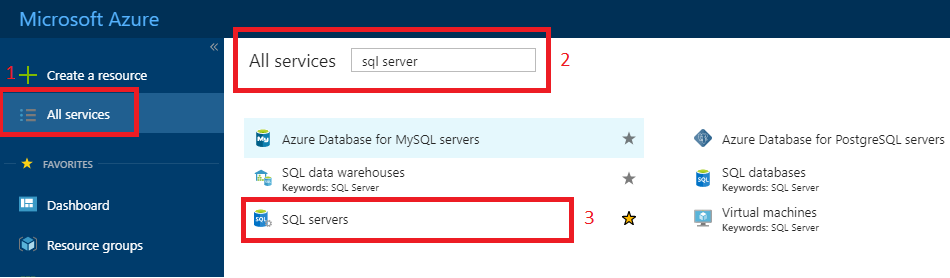 Microsoft Azure
«
1
Create a resource
All services
FAVORITES
Dashboard
Resource groups
All services
sql server
2
Azure Database for MySQL servers
Azure Database for PostgreSQL servers
SQL data warehouses
Keywords: SQL Server
SQL databases
Keywords: SQL Server
SQL servers
3
Virtual machines
Keywords: SQL Server